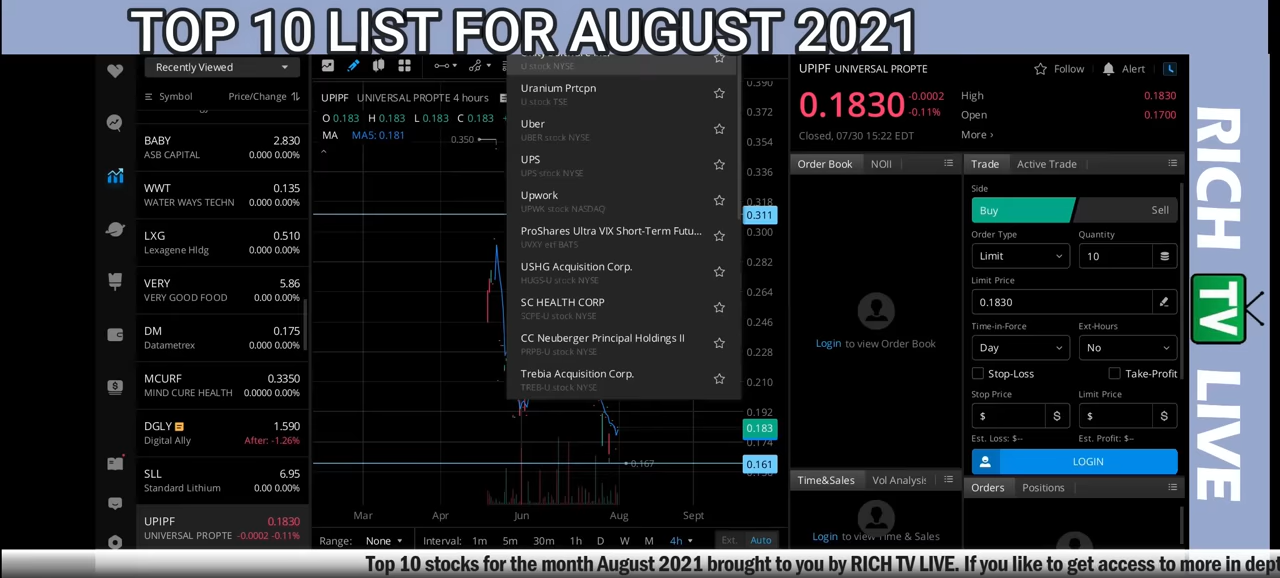 TOP 10 LIST FOR AUGUST 2021
Recently Viewed
Symbol Price/Change
BABY 2.830
ASB CAPITAL 0.000 0.00%
WWT 0.135
WATER WAYS TECHN 0.000 0.00%
LXG 0.510
Lexagene Hldg 0.000 0.00%
VERY 5.86
VERY GOOD FOOD 0.00 0.00%
DM 0.175
Datametrex 0.000 0.00%
MCURF 0.3350
MIND CURE HEALTH 0.0000 0.00%
DGLY 1.590
Digital Ally After: -1.26%
SLL 6.95
Standard Lithium 0.00 0.00%
UPIPF 0.1830
UNIVERSAL PROPTE -0.0002 -0.11%
UPIPF UNIVERSAL PROPTE 4 hours
O 0.183 H 0.183 L 0.183 C 0.183
MA MA5: 0.181
0.350
U stock NYSE
Uranium Prtcpn
U stock TSE
Uber
UBER stock NYSE
UPS
UPS stock NYSE
Upwork
UPWK stock NASDAQ
ProShares Ultra VIX Short-Term Futu...
UVXY etf BATS
USHG Acquisition Corp.
HUGS-U stock NYSE
SC HEALTH CORP
SCPE-U stock NYSE
CC Neuberger Principal Holdings II
PRPB-U stock NYSE
Trebia Acquisition Corp.
TREB-U stock NYSE
0.390
0.372
0.354
0.336
0.318
0.311
0.300
0.282
0.264
0.246
0.228
0.210
0.192
0.183
0.174
0.161
0.167
Mar Apr Jun Aug Sept
Range: None Interval: 1m 5m 30m 1h D W M 4h Ext. Auto
UPIPF UNIVERSAL PROPTE
Follow Alert
0.1830 -0.0002
-0.11%
Closed, 07/30 15:22 EDT
High 0.1830
Open 0.1700
More ›
Order Book NOII
Login to view Order Book
Time&Sales Vol Analysis
Login to view Time & Sales
Trade Active Trade
Side
Buy Sell
Order Type Quantity
Limit 10
Limit Price
0.1830
Time-in-Force Ext-Hours
Day No
Stop-Loss Take-Profit
Stop Price Limit Price
$ $ $ $
Est. Loss: $-- Est. Profit: $--
LOGIN
Orders Positions
RICH TV LIVE
Top 10 stocks for the month August 2021 brought to you by RICH TV LIVE. If you like to get access to more in